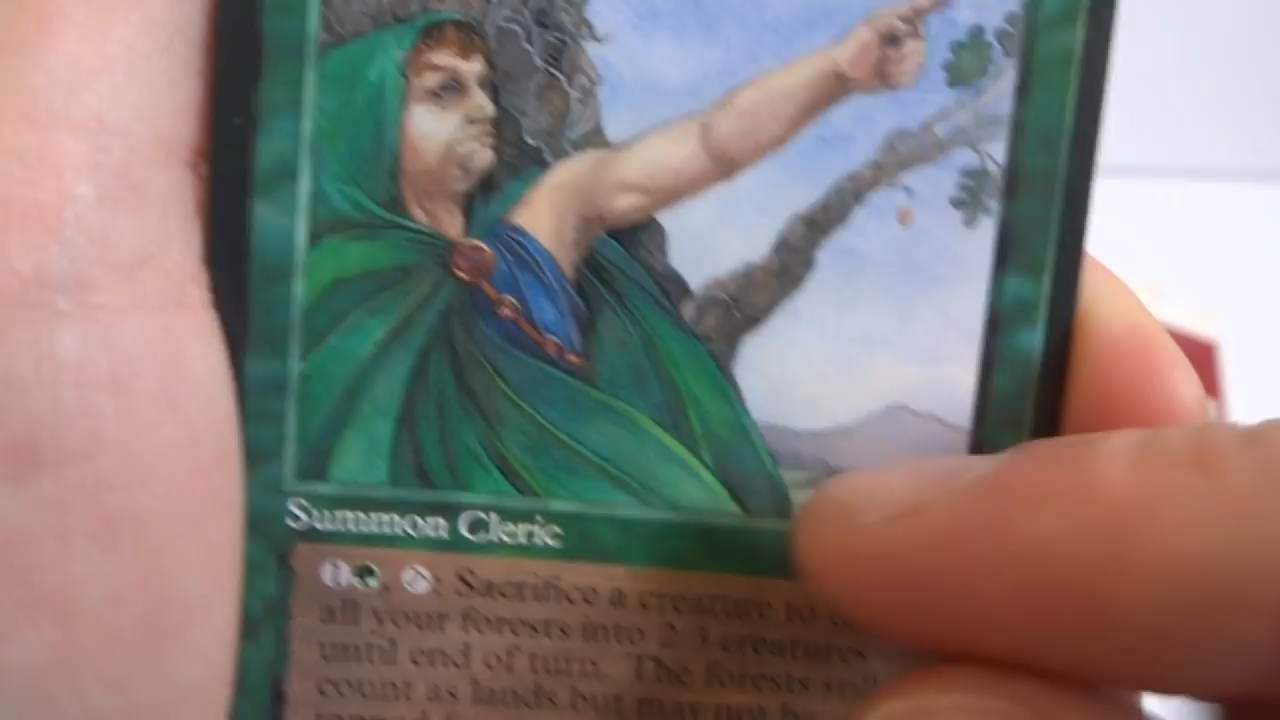 Summon Cleric
1 , : Sacrifice a creature to
all your forests into 2/3 creatures
until end of turn. The forests still
count as lands but may not be